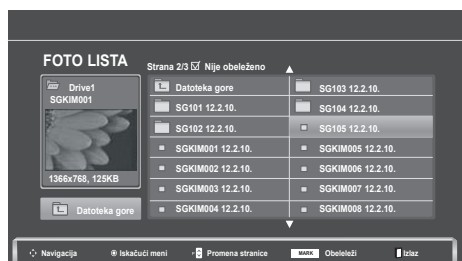 FOTO LISTA
Strana 2/3 ☑ Nije obeleženo
Drive1
SGKIM001
1366x768, 125KB
Datoteka gore
Datoteka gore
SG101 12.2.10.
SG102 12.2.10.
SGKIM001 12.2.10.
SGKIM002 12.2.10.
SGKIM003 12.2.10.
SGKIM004 12.2.10.
SG103 12.2.10.
SG104 12.2.10.
SG105 12.2.10.
SGKIM005 12.2.10.
SGKIM006 12.2.10.
SGKIM007 12.2.10.
SGKIM008 12.2.10.
Navigacija Iskačući meni Promena stranice MARK Obeleleži Izlaz